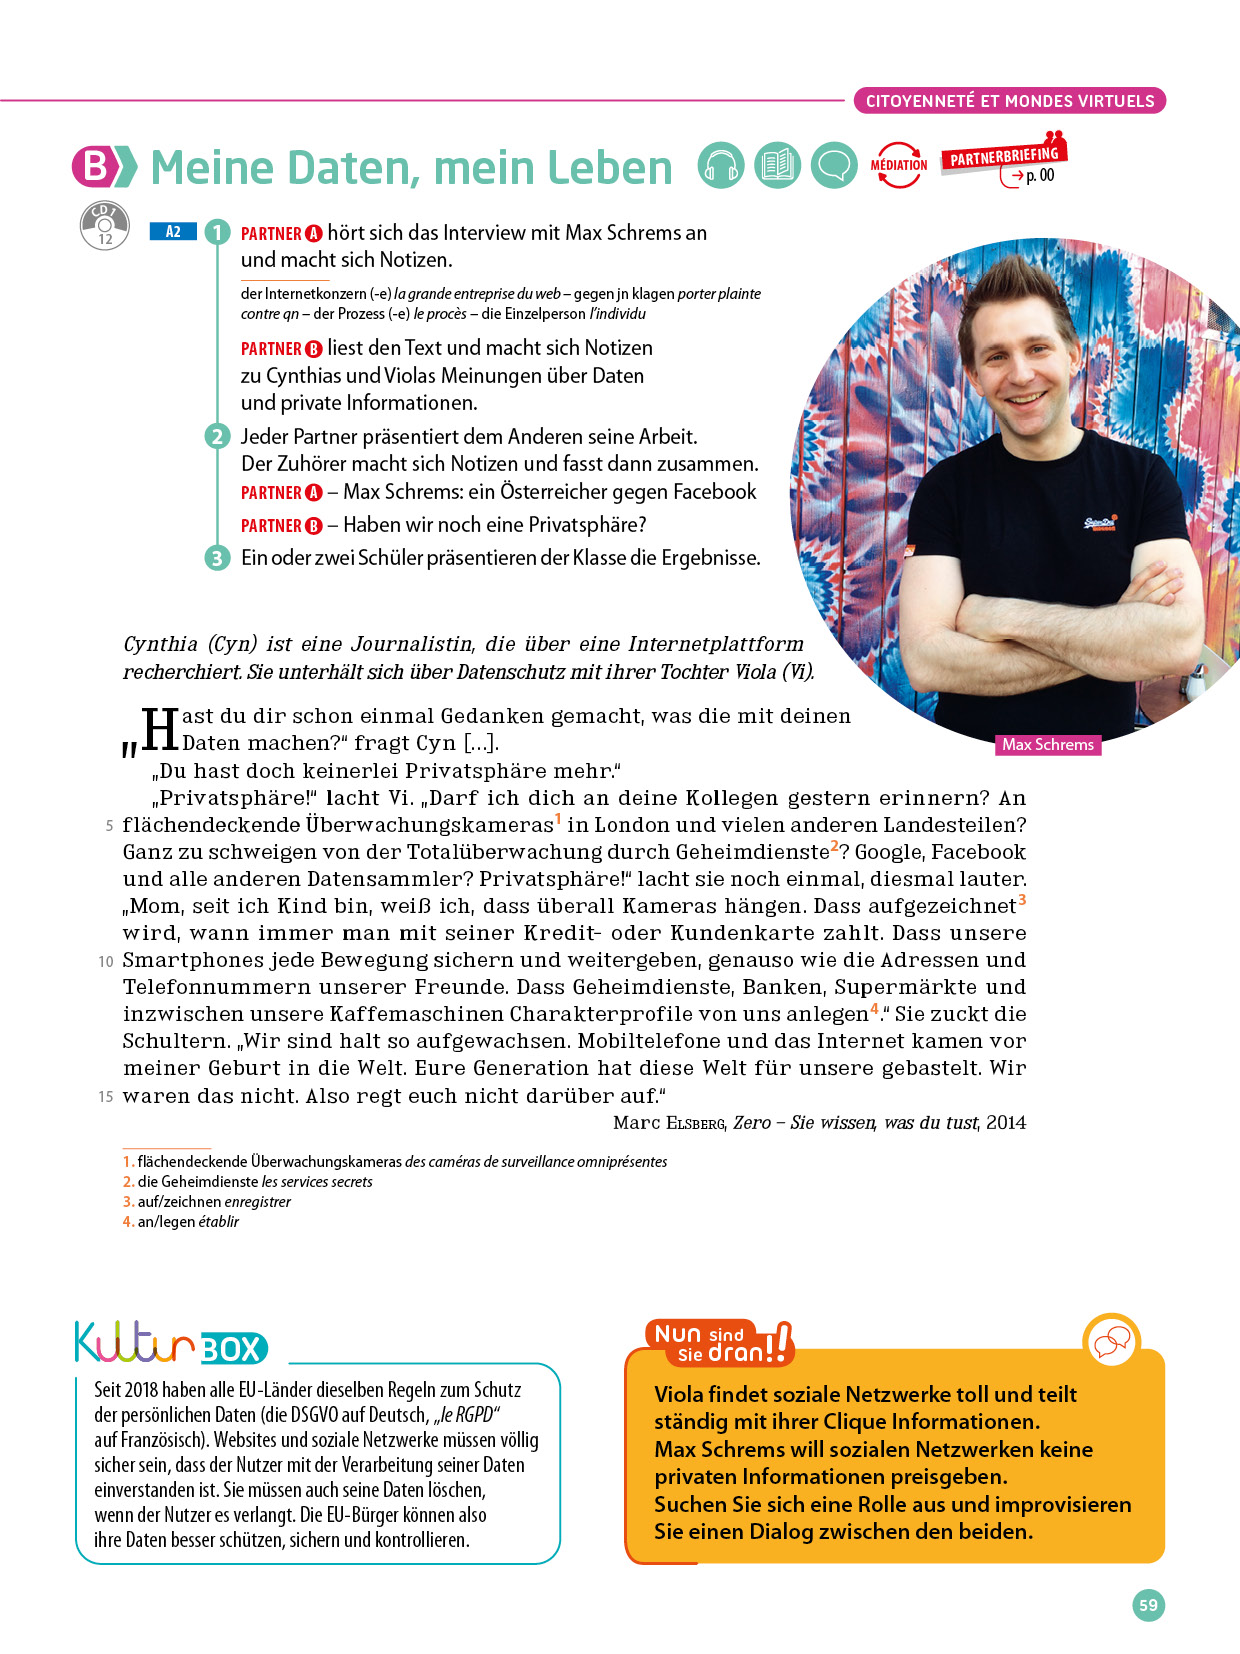 CITOYENNETÉ ET MONDES VIRTUELS
B Meine Daten, mein Leben
MÉDIATION
PARTNERBRIEFING
p. 00
CD 1
12
A2
1 PARTNER A hört sich das Interview mit Max Schrems an
und macht sich Notizen.
der Internetkonzern (-e) la grande entreprise du web – gegen jn klagen porter plainte
contre qn – der Prozess (-e) le procès – die Einzelperson l'individu
PARTNER B liest den Text und macht sich Notizen
zu Cynthias und Violas Meinungen über Daten
und private Informationen.
2 Jeder Partner präsentiert dem Anderen seine Arbeit.
Der Zuhörer macht sich Notizen und fasst dann zusammen.
PARTNER A – Max Schrems: ein Österreicher gegen Facebook
PARTNER B – Haben wir noch eine Privatsphäre?
3 Ein oder zwei Schüler präsentieren der Klasse die Ergebnisse.
Superdry
Max Schrems
Cynthia (Cyn) ist eine Journalistin, die über eine Internetplattform
recherchiert. Sie unterhält sich über Datenschutz mit ihrer Tochter Viola (Vi).
„Hast du dir schon einmal Gedanken gemacht, was die mit deinen
Daten machen?“ fragt Cyn [...].
„Du hast doch keinerlei Privatsphäre mehr.“
„Privatsphäre!“ lacht Vi. „Darf ich dich an deine Kollegen gestern erinnern? An
5 flächendeckende Überwachungskameras1 in London und vielen anderen Landesteilen?
Ganz zu schweigen von der Totalüberwachung durch Geheimdienste2? Google, Facebook
und alle anderen Datensammler? Privatsphäre!“ lacht sie noch einmal, diesmal lauter.
„Mom, seit ich Kind bin, weiß ich, dass überall Kameras hängen. Dass aufgezeichnet3
wird, wann immer man mit seiner Kredit- oder Kundenkarte zahlt. Dass unsere
10 Smartphones jede Bewegung sichern und weitergeben, genauso wie die Adressen und
Telefonnummern unserer Freunde. Dass Geheimdienste, Banken, Supermärkte und
inzwischen unsere Kaffemaschinen Charakterprofile von uns anlegen4.“ Sie zuckt die
Schultern. „Wir sind halt so aufgewachsen. Mobiltelefone und das Internet kamen vor
meiner Geburt in die Welt. Eure Generation hat diese Welt für unsere gebastelt. Wir
15 waren das nicht. Also regt euch nicht darüber auf.“
Marc ELSBERG, Zero – Sie wissen, was du tust, 2014
1. flächendeckende Überwachungskameras des caméras de surveillance omniprésentes
2. die Geheimdienste les services secrets
3. auf/zeichnen enregistrer
4. an/legen établir
Kultur BOX
Seit 2018 haben alle EU-Länder dieselben Regeln zum Schutz
der persönlichen Daten (die DSGVO auf Deutsch, „le RGPD“
auf Französisch). Websites und soziale Netzwerke müssen völlig
sicher sein, dass der Nutzer mit der Verarbeitung seiner Daten
einverstanden ist. Sie müssen auch seine Daten löschen,
wenn der Nutzer es verlangt. Die EU-Bürger können also
ihre Daten besser schützen, sichern und kontrollieren.
Nun sind
Sie dran!!
Viola findet soziale Netzwerke toll und teilt
ständig mit ihrer Clique Informationen.
Max Schrems will sozialen Netzwerken keine
privaten Informationen preisgeben.
Suchen Sie sich eine Rolle aus und improvisieren
Sie einen Dialog zwischen den beiden.
59